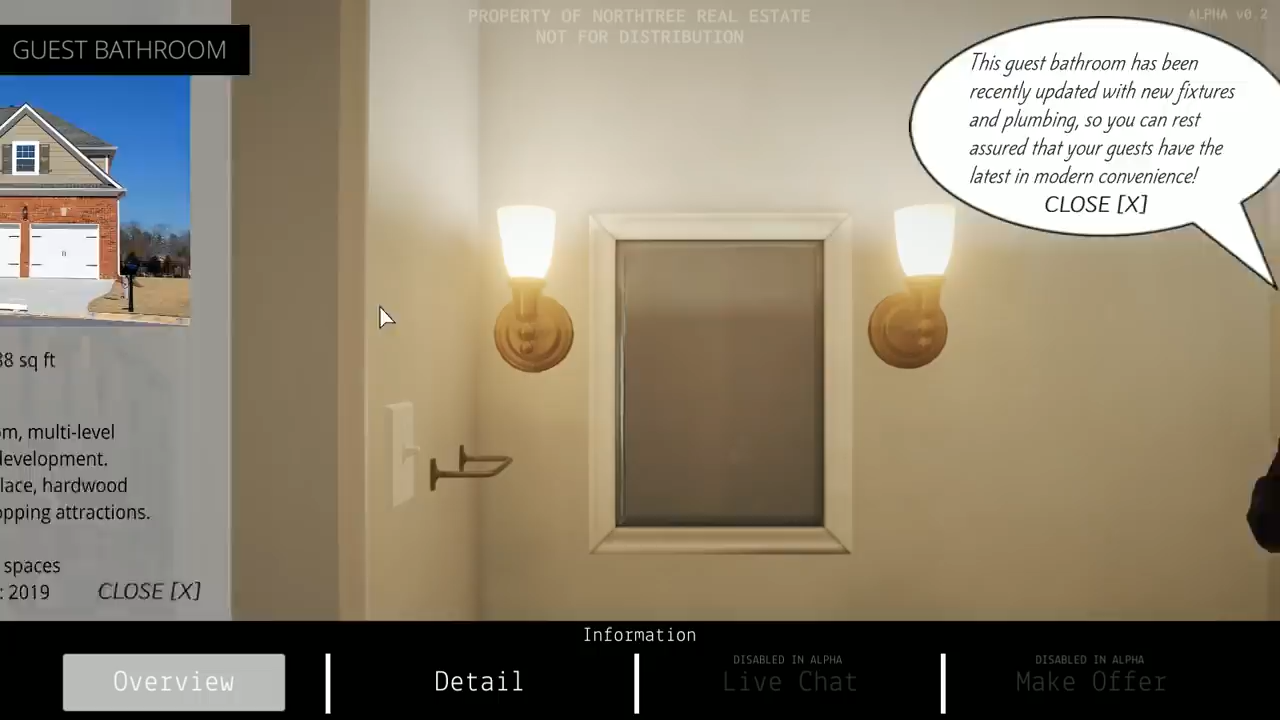 PROPERTY OF NORTHTREE REAL ESTATE
NOT FOR DISTRIBUTION
ALPHA v0.2
GUEST BATHROOM
This guest bathroom has been
recently updated with new fixtures
and plumbing, so you can rest
assured that your guests have the
latest in modern convenience!
CLOSE [X]
sq ft
multi-level
development.
hardwood
attractions.
spaces
: 2019
CLOSE [X]
Information
Overview
Detail
DISABLED IN ALPHA
Live Chat
DISABLED IN ALPHA
Make Offer